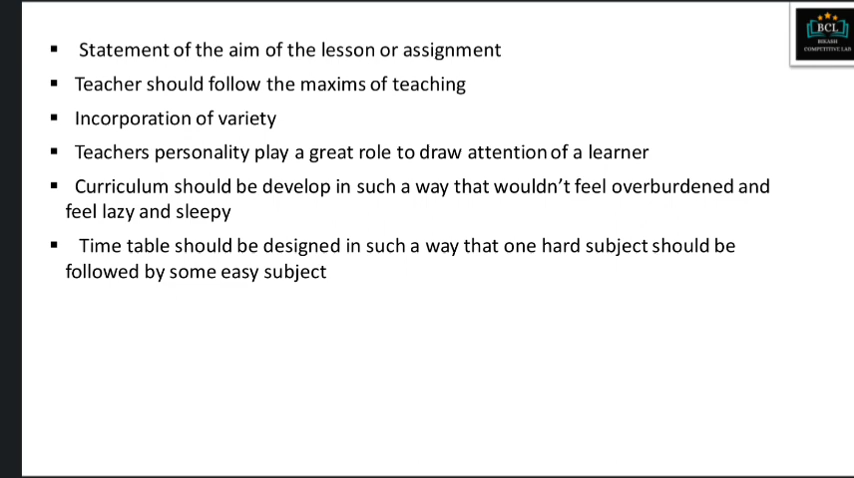 BCL
BIKASH
COMPETITIVE LAB
▪ Statement of the aim of the lesson or assignment
▪ Teacher should follow the maxims of teaching
▪ Incorporation of variety
▪ Teachers personality play a great role to draw attention of a learner
▪ Curriculum should be develop in such a way that wouldn't feel overburdened and
feel lazy and sleepy
▪ Time table should be designed in such a way that one hard subject should be
followed by some easy subject